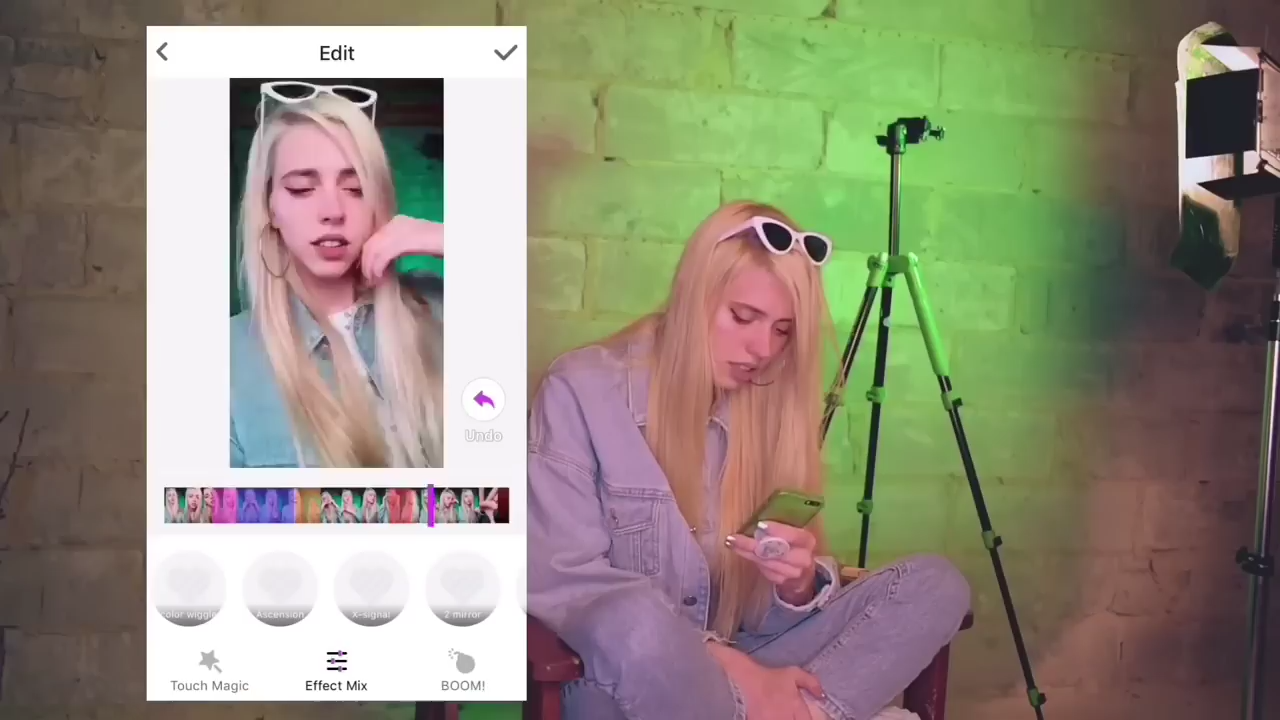 Edit
Undo
color wiggle
Ascension
X-signal
2 mirror
Touch Magic
Effect Mix
BOOM!